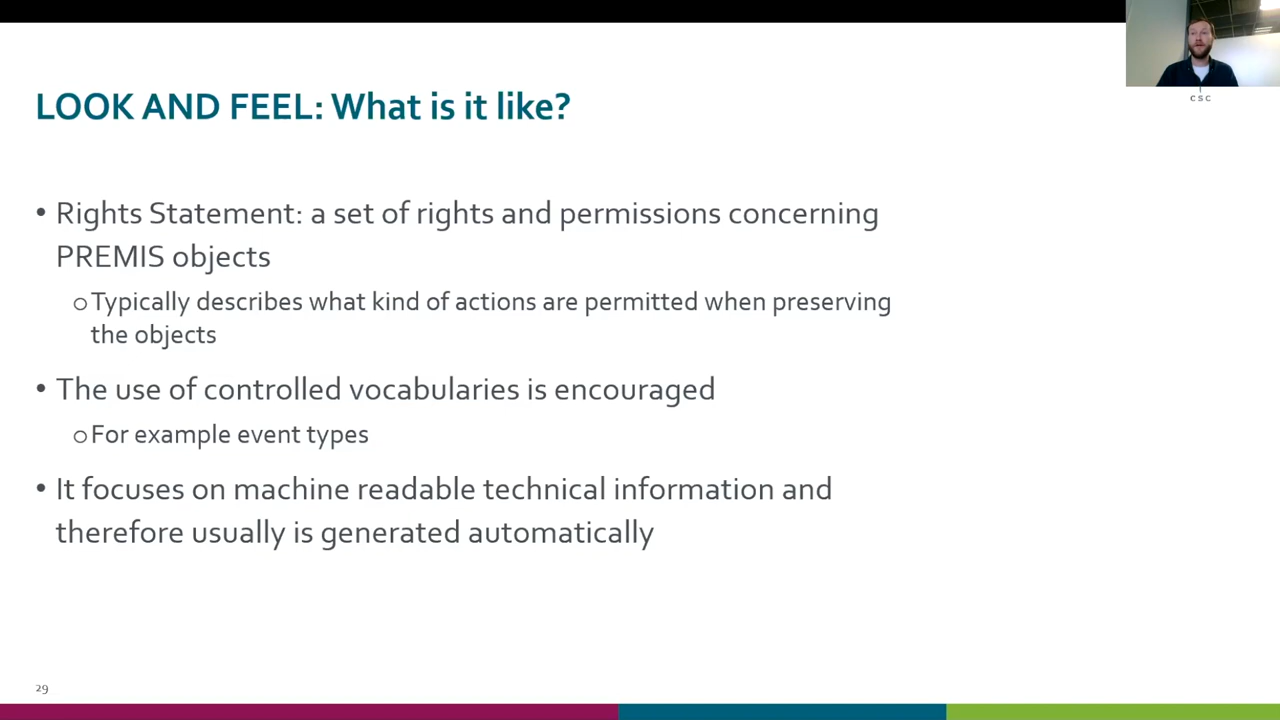 LOOK AND FEEL: What is it like?
csc
• Rights Statement: a set of rights and permissions concerning
PREMIS objects
o Typically describes what kind of actions are permitted when preserving
the objects
• The use of controlled vocabularies is encouraged
o For example event types
• It focuses on machine readable technical information and
therefore usually is generated automatically
29